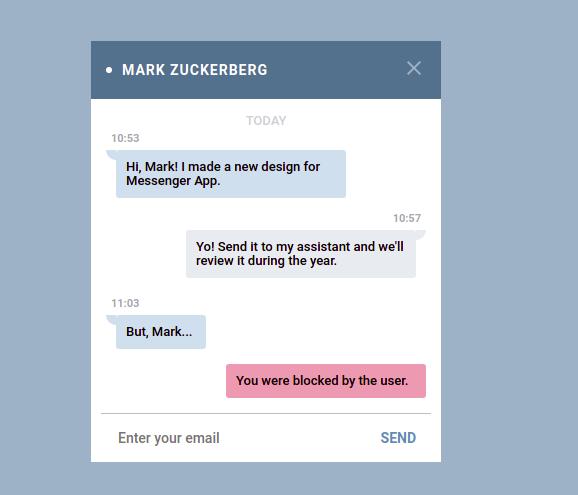 MARK ZUCKERBERG
TODAY
10:53
Hi, Mark! I made a new design for
Messenger App.
10:57
Yo! Send it to my assistant and we'll
review it during the year.
11:03
But, Mark...
You were blocked by the user.
Enter your email
SEND